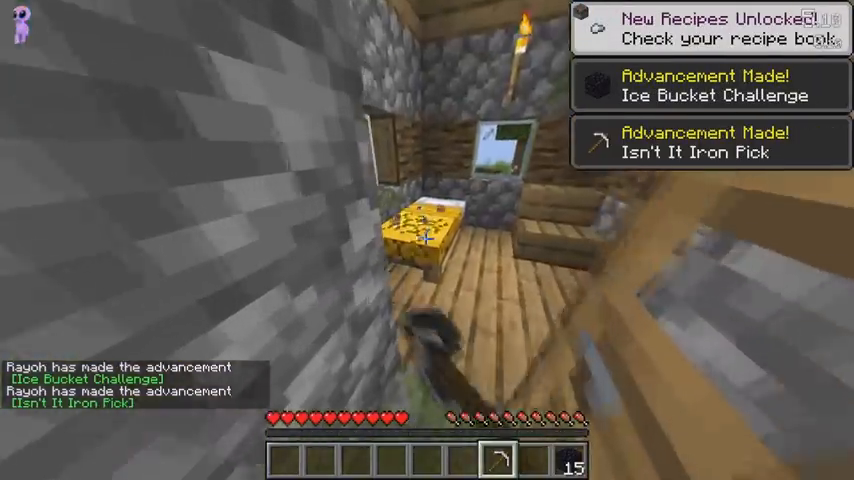 New Recipes Unlocked!
Check your recipe book
Advancement Made!
Ice Bucket Challenge
Advancement Made!
Isn't It Iron Pick
Rayoh has made the advancement
[Ice Bucket Challenge]
Rayoh has made the advancement
[Isn't It Iron Pick]
15